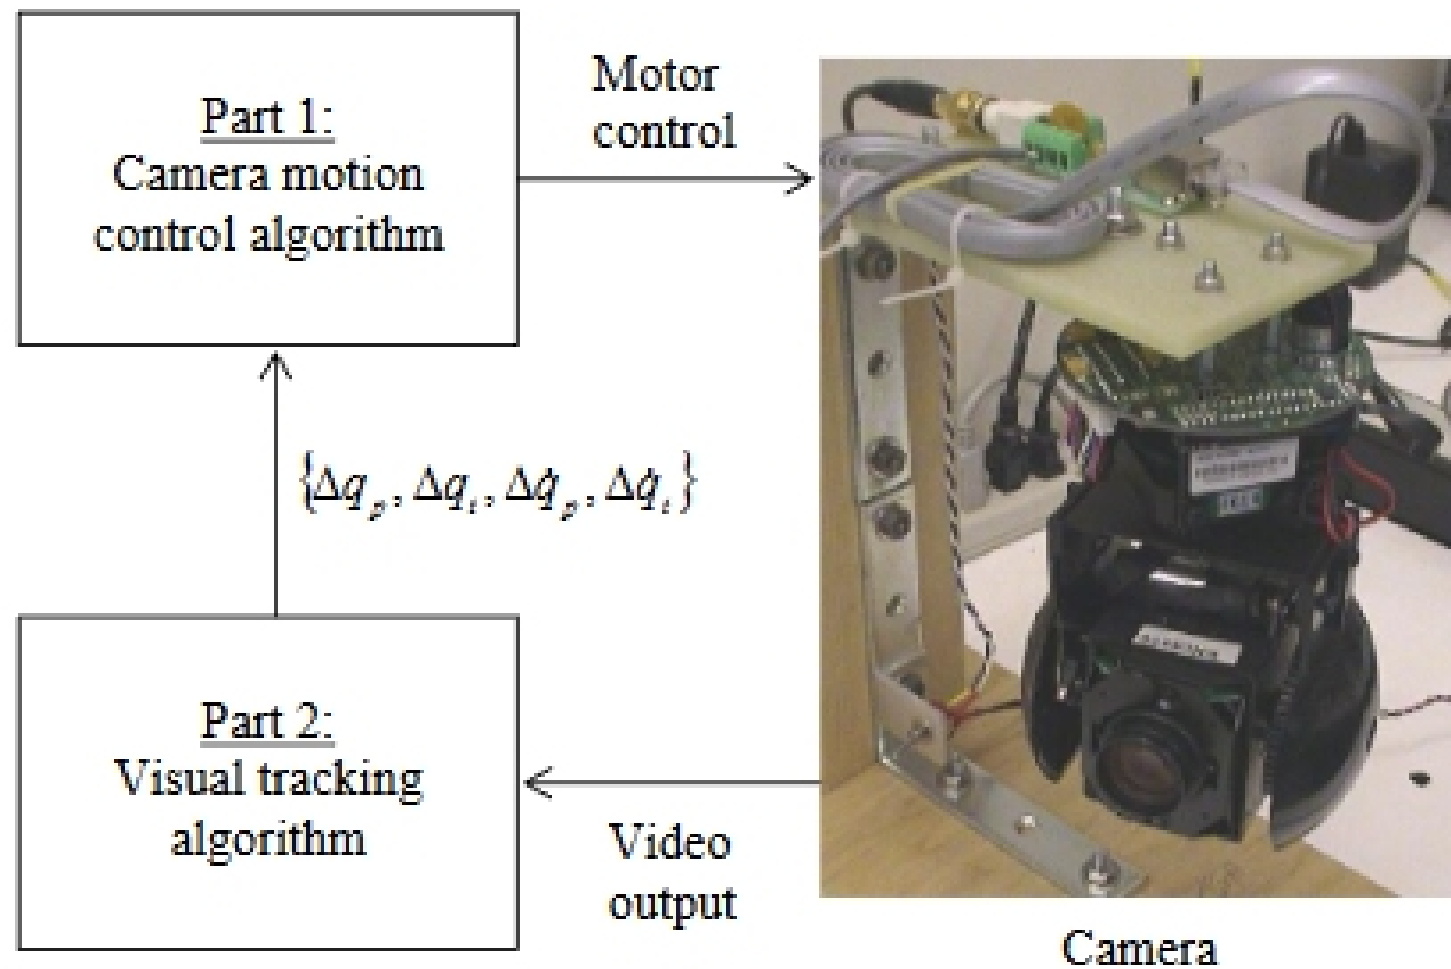 Part 1:
Camera motion
control algorithm
Motor
control
{Δq_p, Δq_t, Δq̇_p, Δq̇_t}
Part 2:
Visual tracking
algorithm
Video
output
Camera